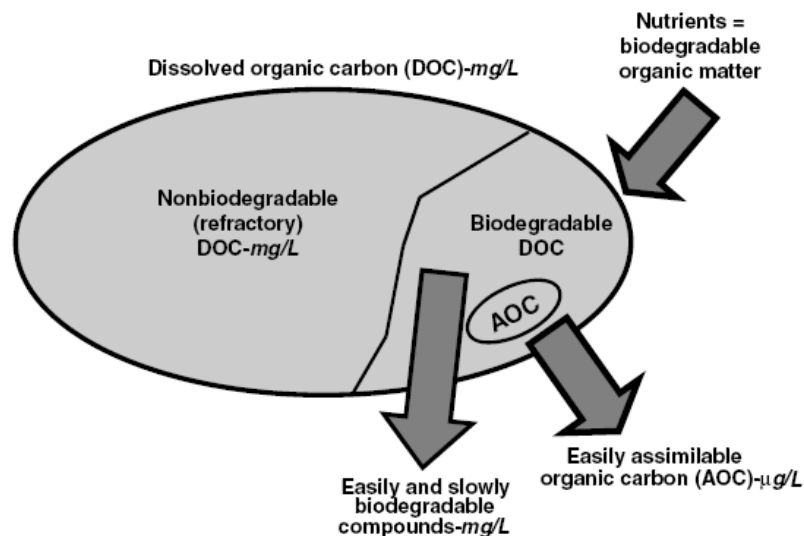 Nutrients =
biodegradable
organic matter
Dissolved organic carbon (DOC)-mg/L
Nonbiodegradable
(refractory)
DOC-mg/L
Biodegradable
DOC
AOC
Easily assimilable
organic carbon (AOC)-μg/L
Easily and slowly
biodegradable
compounds-mg/L